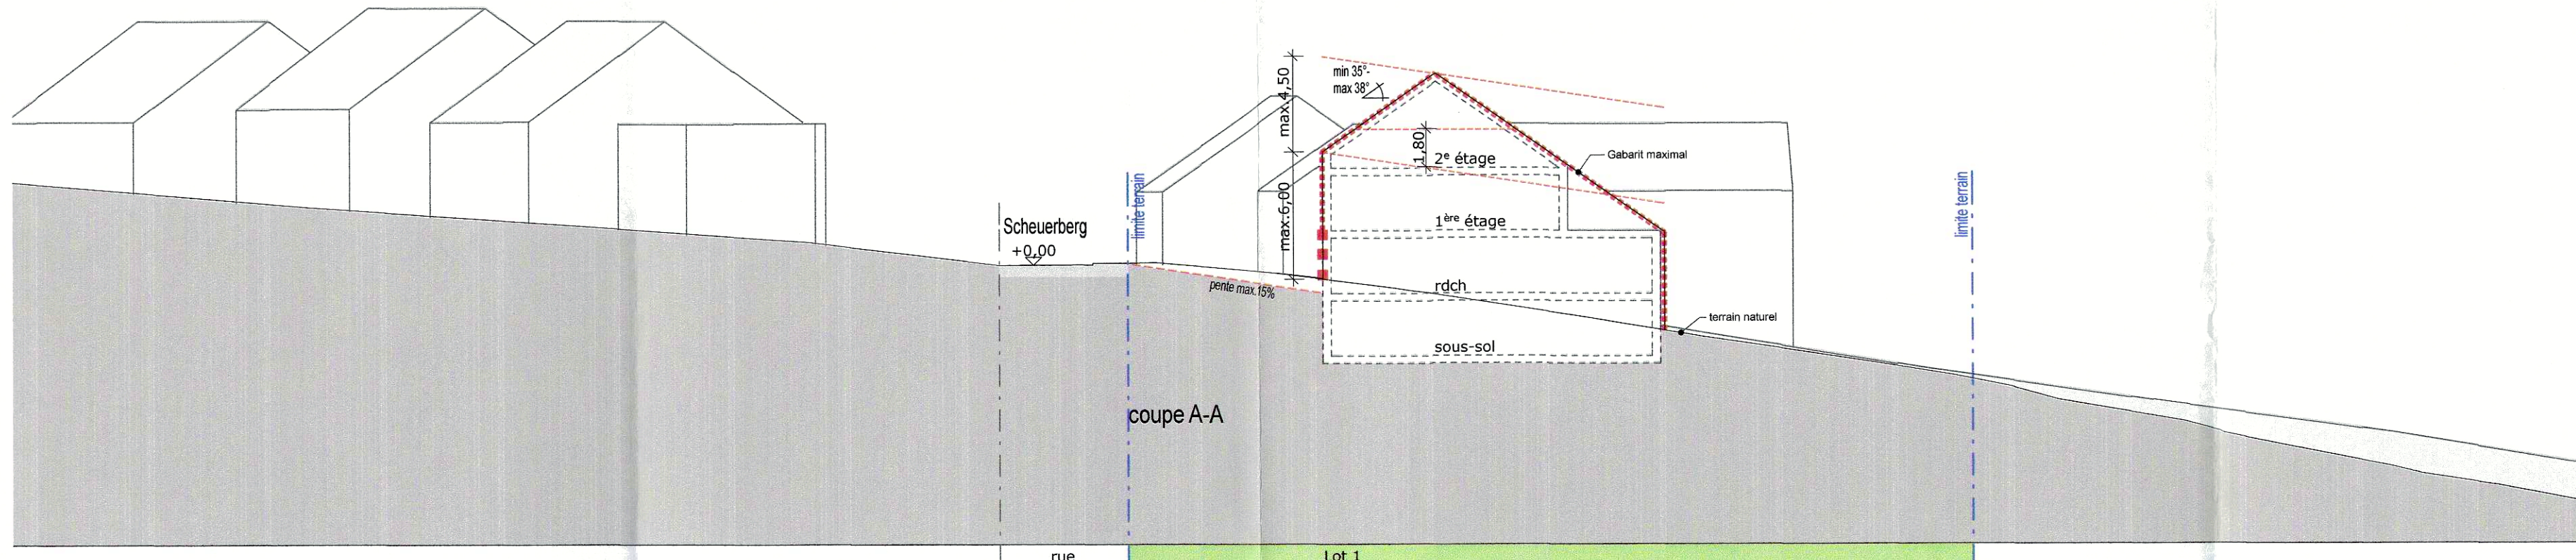 max.4,50
min 35°-
max 38°
1,80
2e étage
Gabarit maximal
limite terrain
limite terrain
Scheuerberg
+0,00
max.6,00
1ère étage
pente max.15%
rdch
terrain naturel
sous-sol
coupe A-A
rue
Lot 1